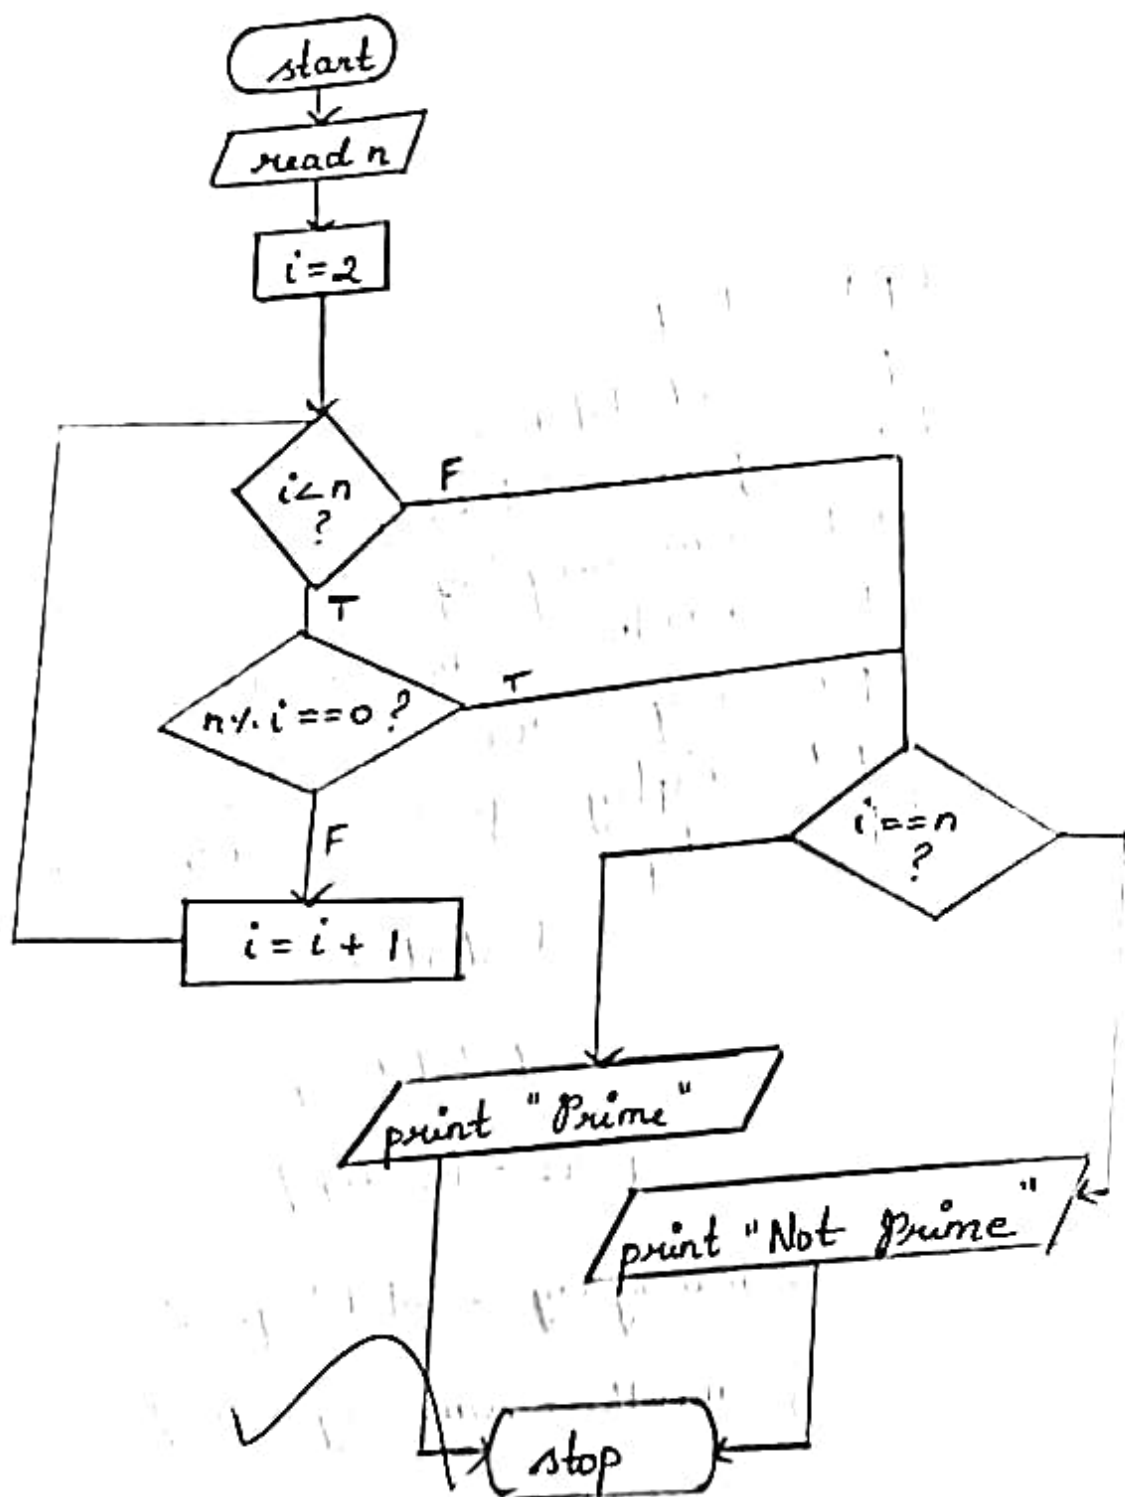 start
read n
i = 2
i < n
?
F
T
n % i == 0 ?
T
F
i = i + 1
i == n
?
print "Prime"
print "Not Prime"
stop